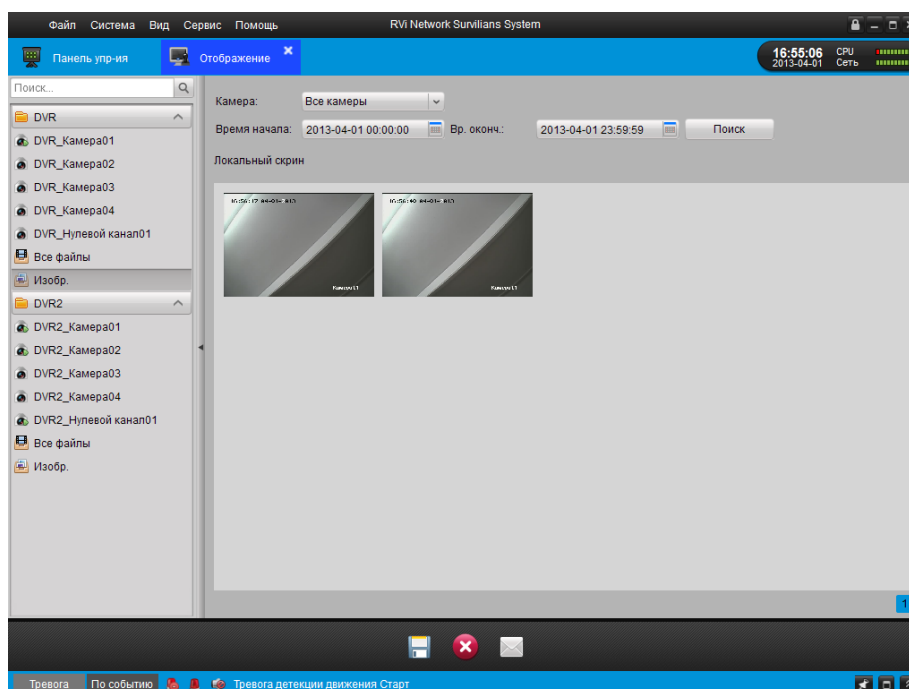 Файл Система Вид Сервис Помощь RVi Network Survilians System
Панель упр-ия Отображение 16:55:06 2013-04-01 CPU Сеть
Поиск...
DVR
DVR_Камера01
DVR_Камера02
DVR_Камера03
DVR_Камера04
DVR_Нулевой канал01
Все файлы
Изобр.
DVR2
DVR2_Камера01
DVR2_Камера02
DVR2_Камера03
DVR2_Камера04
DVR2_Нулевой канал01
Все файлы
Изобр.
Камера: Все камеры
Время начала: 2013-04-01 00:00:00 Вр. оконч.: 2013-04-01 23:59:59 Поиск
Локальный скрин
1
Тревога По событию Тревога детекции движения Старт